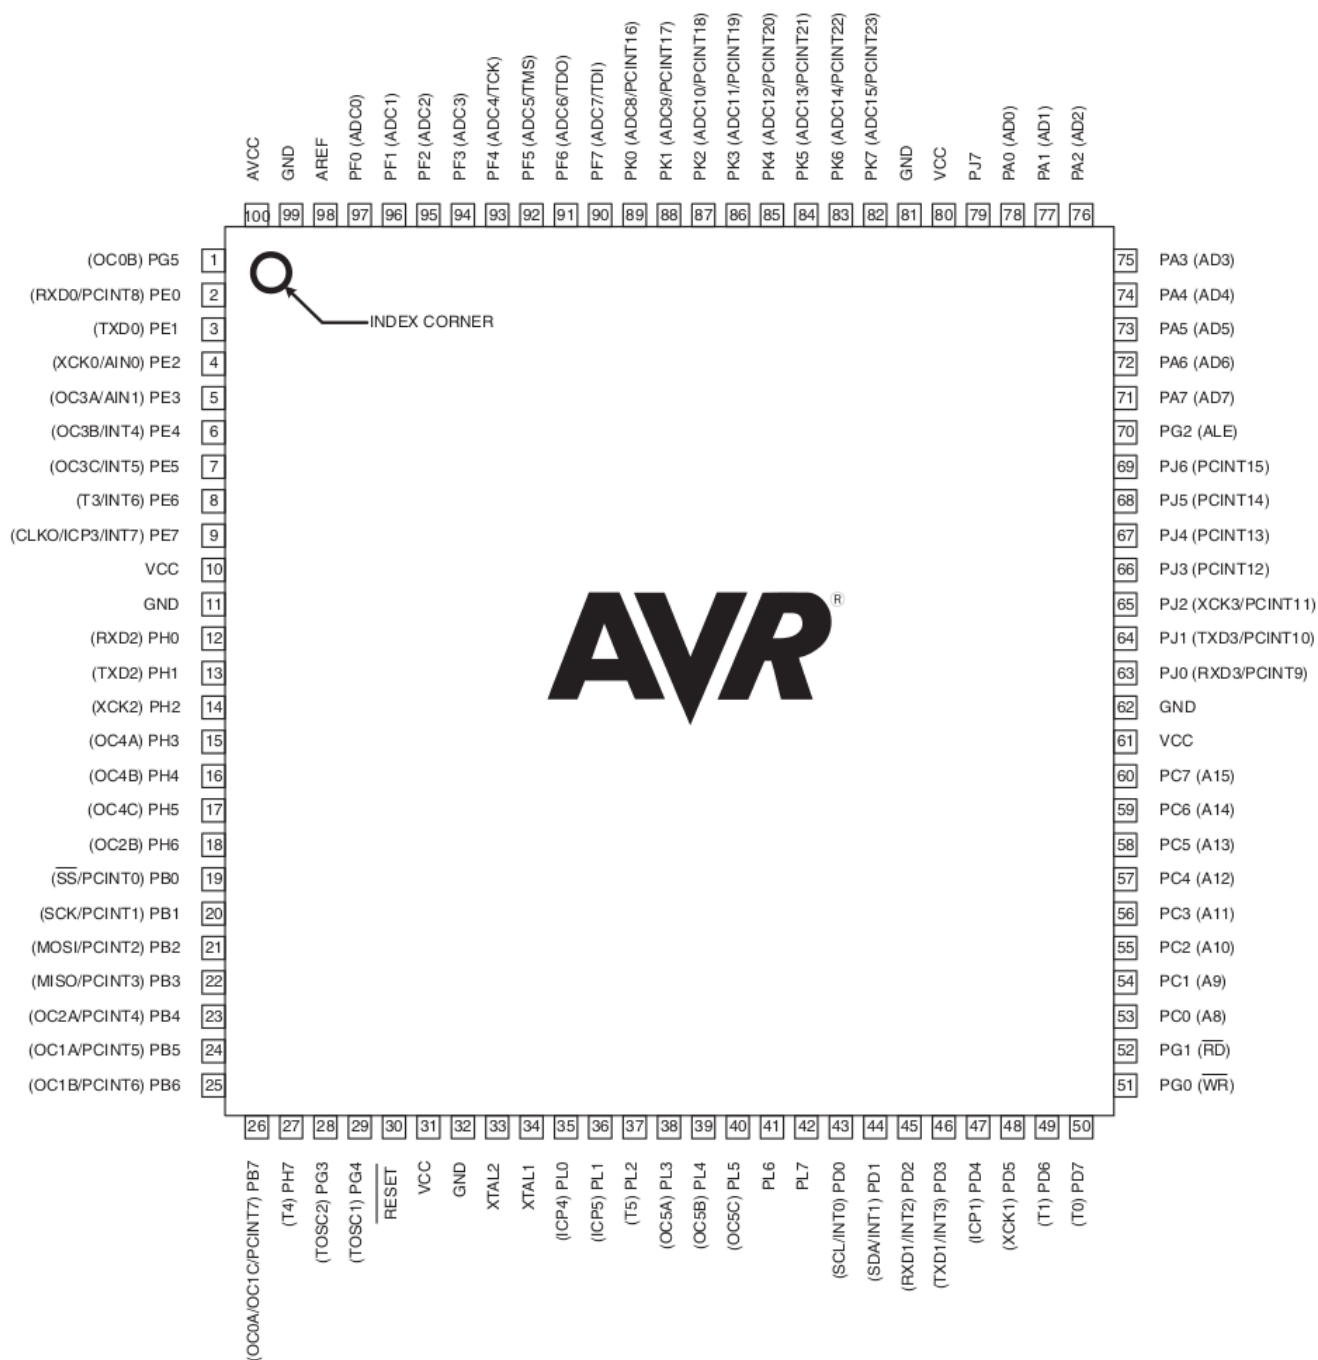 AVCC
GND
AREF
PF0 (ADC0)
PF1 (ADC1)
PF2 (ADC2)
PF3 (ADC3)
PF4 (ADC4/TCK)
PF5 (ADC5/TMS)
PF6 (ADC6/TDO)
PF7 (ADC7/TDI)
PK0 (ADC8/PCINT16)
PK1 (ADC9/PCINT17)
PK2 (ADC10/PCINT18)
PK3 (ADC11/PCINT19)
PK4 (ADC12/PCINT20)
PK5 (ADC13/PCINT21)
PK6 (ADC14/PCINT22)
PK7 (ADC15/PCINT23)
GND
VCC
PJ7
PA0 (AD0)
PA1 (AD1)
PA2 (AD2)
100 99 98 97 96 95 94 93 92 91 90 89 88 87 86 85 84 83 82 81 80 79 78 77 76
(OC0B) PG5 1
(RXD0/PCINT8) PE0 2
(TXD0) PE1 3
(XCK0/AIN0) PE2 4
(OC3A/AIN1) PE3 5
(OC3B/INT4) PE4 6
(OC3C/INT5) PE5 7
(T3/INT6) PE6 8
(CLKO/ICP3/INT7) PE7 9
VCC 10
GND 11
(RXD2) PH0 12
(TXD2) PH1 13
(XCK2) PH2 14
(OC4A) PH3 15
(OC4B) PH4 16
(OC4C) PH5 17
(OC2B) PH6 18
(SS/PCINT0) PB0 19
(SCK/PCINT1) PB1 20
(MOSI/PCINT2) PB2 21
(MISO/PCINT3) PB3 22
(OC2A/PCINT4) PB4 23
(OC1A/PCINT5) PB5 24
(OC1B/PCINT6) PB6 25
INDEX CORNER
AVR®
75 PA3 (AD3)
74 PA4 (AD4)
73 PA5 (AD5)
72 PA6 (AD6)
71 PA7 (AD7)
70 PG2 (ALE)
69 PJ6 (PCINT15)
68 PJ5 (PCINT14)
67 PJ4 (PCINT13)
66 PJ3 (PCINT12)
65 PJ2 (XCK3/PCINT11)
64 PJ1 (TXD3/PCINT10)
63 PJ0 (RXD3/PCINT9)
62 GND
61 VCC
60 PC7 (A15)
59 PC6 (A14)
58 PC5 (A13)
57 PC4 (A12)
56 PC3 (A11)
55 PC2 (A10)
54 PC1 (A9)
53 PC0 (A8)
52 PG1 (RD)
51 PG0 (WR)
26 27 28 29 30 31 32 33 34 35 36 37 38 39 40 41 42 43 44 45 46 47 48 49 50
(OC0A/OC1C/PCINT7) PB7
(T4) PH7
(TOSC2) PG3
(TOSC1) PG4
RESET
VCC
GND
XTAL2
XTAL1
(ICP4) PL0
(ICP5) PL1
(T5) PL2
(OC5A) PL3
(OC5B) PL4
(OC5C) PL5
PL6
PL7
(SCL/INT0) PD0
(SDA/INT1) PD1
(RXD1/INT2) PD2
(TXD1/INT3) PD3
(ICP1) PD4
(XCK1) PD5
(T1) PD6
(T0) PD7